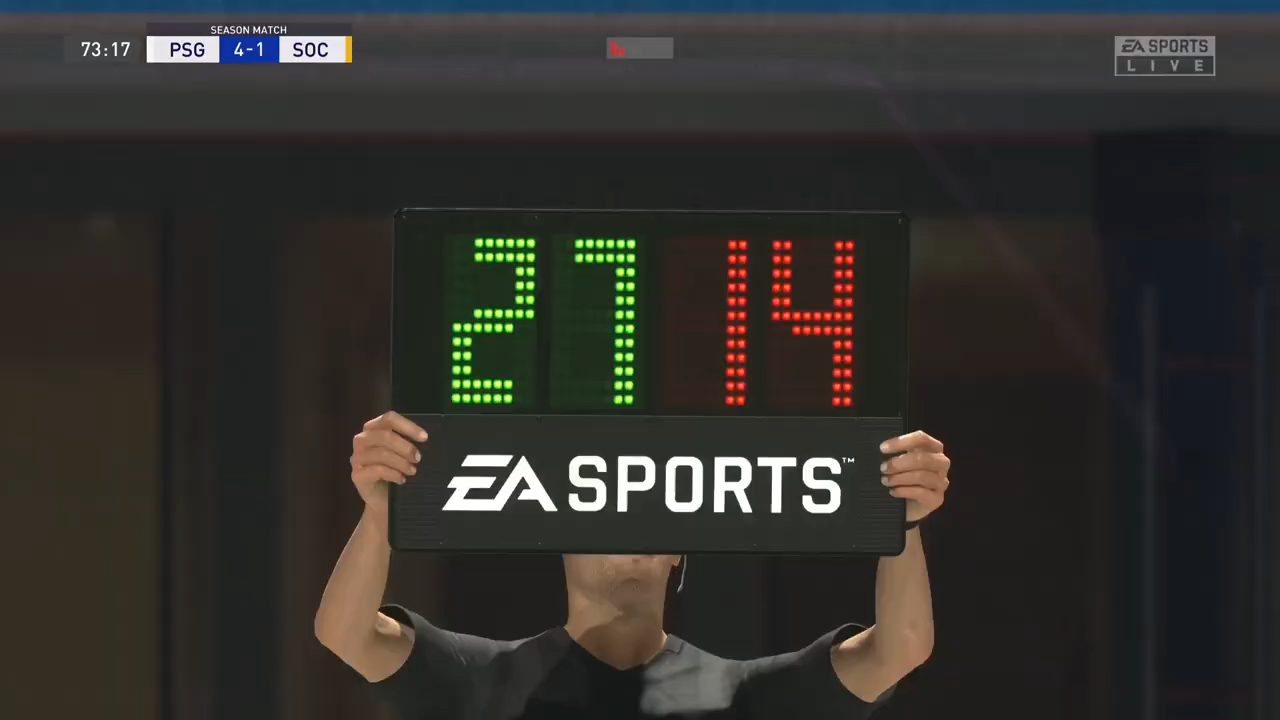 SEASON MATCH
73:17 PSG 4-1 SOC
EA SPORTS
LIVE
27 14
EA SPORTS™